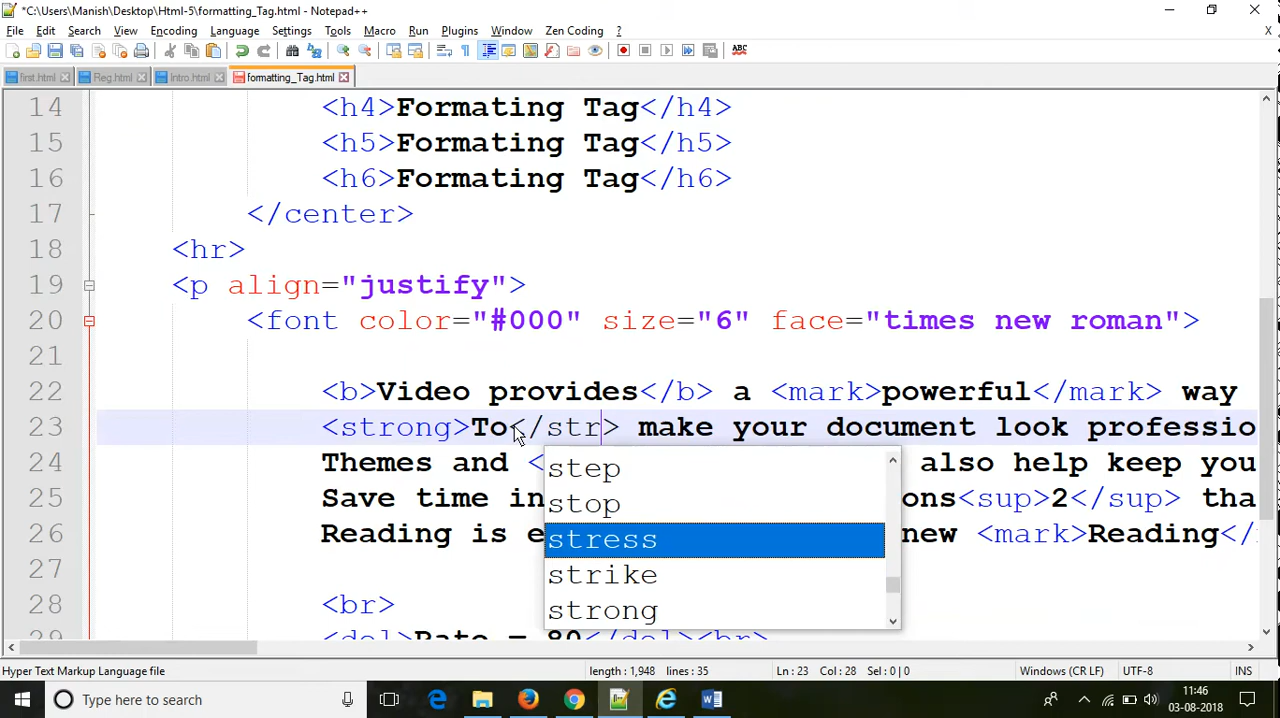 *C:\Users\Manish\Desktop\Html-5\formatting_Tag.html - Notepad++
File Edit Search View Encoding Language Settings Tools Macro Run Plugins Window Zen Coding ? X
ABC
first.html Reg.html Intro.html formatting_Tag.html
14 <h4>Formating Tag</h4>
15 <h5>Formating Tag</h5>
16 <h6>Formating Tag</h6>
17 </center>
18 <hr>
19 <p align="justify">
20 <font color="#000" size="6" face="times new roman">
21
22 <b>Video provides</b> a <mark>powerful</mark> way
23 <strong>To</str> make your document look professio
24 Themes and < also help keep you
25 Save time in ons<sup>2</sup> tha
26 Reading is e new <mark>Reading</
27
28 <br>
29 <del>Rate = 80</del><br>
step
stop
stress
strike
strong
Hyper Text Markup Language file length : 1,948 lines : 35 Ln : 23 Col : 28 Sel : 0 | 0 Windows (CR LF) UTF-8 INS
Type here to search
11:46
03-08-2018